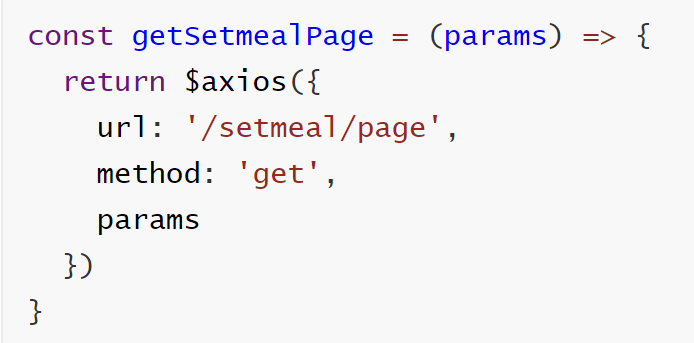 const getSetmealPage = (params) => {
  return $axios({
    url: '/setmeal/page',
    method: 'get',
    params
  })
}